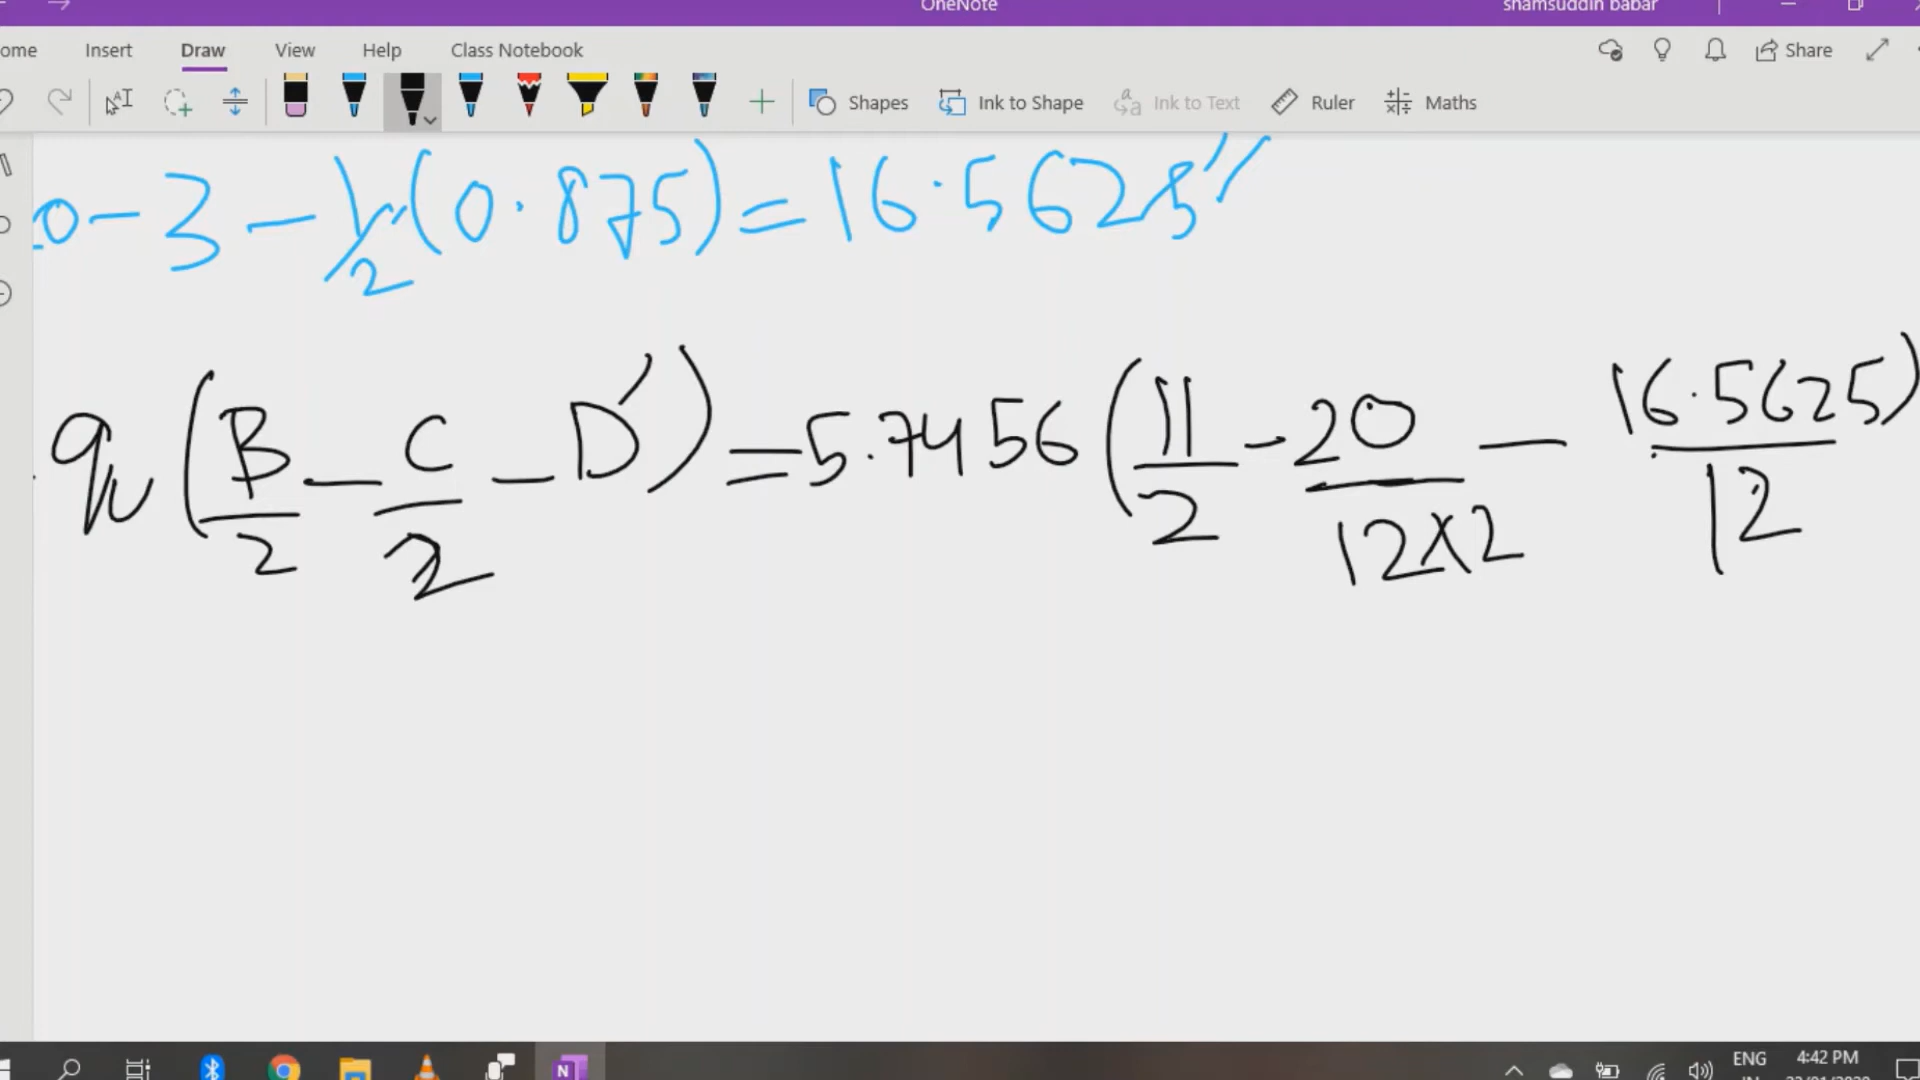 OneNote
shamsuddin babar
ome Insert Draw View Help Class Notebook Share
Shapes Ink to Shape Ink to Text Ruler Maths
0-3-1/2(0.875)=16.5625"
qu(B/2-C/2-D')=5.7456(11/2-20/12×2-16.5625/12)
ENG 4:42 PM